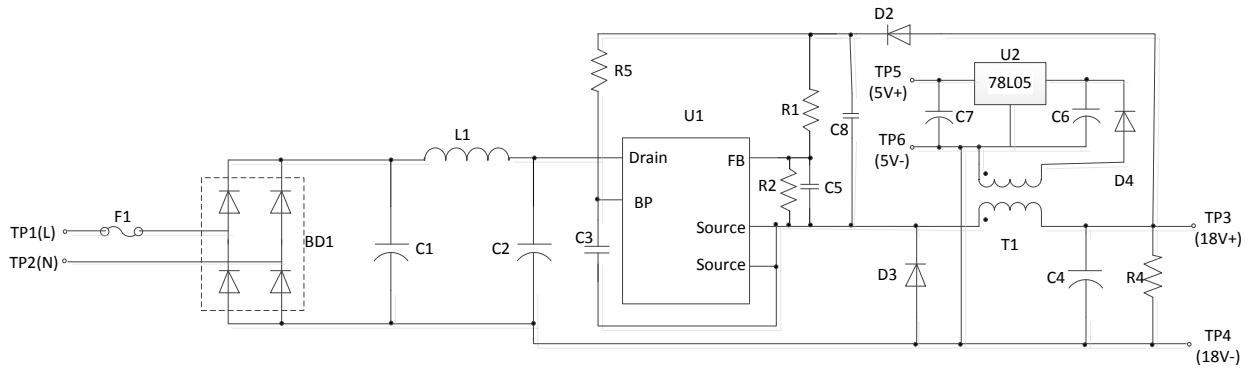 D2
U2
R5
TP5
(5V+)
78L05
R1
C7
C6
U1
C8
L1
TP6
(5V-)
Drain
FB
R2
C5
D4
F1
BP
TP1(L)
BD1
C1
C2
C3
Source
TP3
(18V+)
TP2(N)
Source
T1
D3
C4
R4
TP4
(18V-)